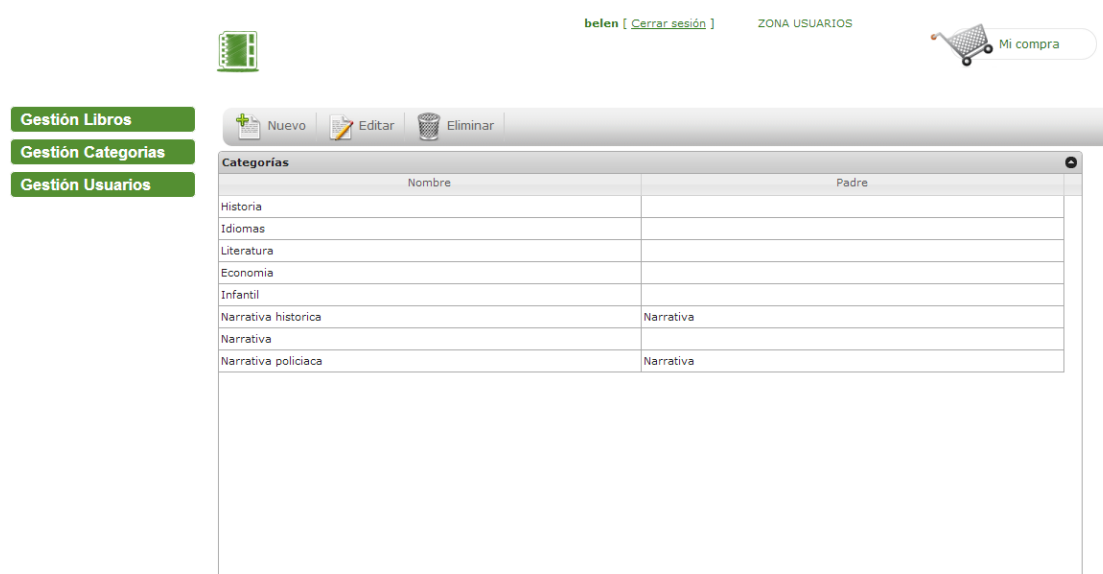 belen [ Cerrar sesión ] ZONA USUARIOS
Mi compra
Gestión Libros
Gestión Categorias
Gestión Usuarios
Nuevo Editar Eliminar
Categorías
Nombre Padre
Historia
Idiomas
Literatura
Economia
Infantil
Narrativa historica Narrativa
Narrativa
Narrativa policiaca Narrativa